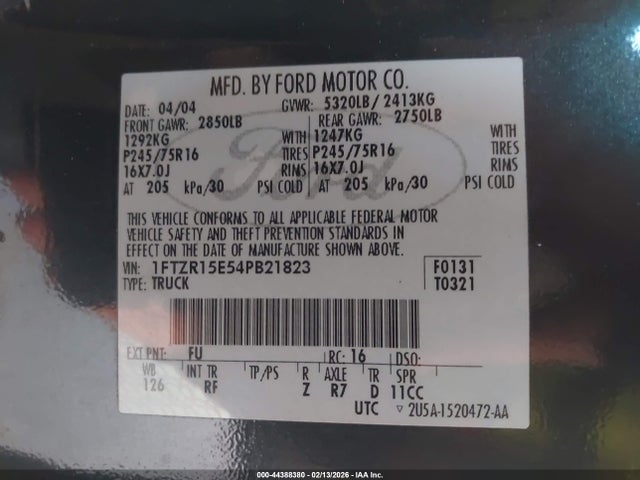 MFD. BY FORD MOTOR CO.
DATE: 04/04 GVWR: 5320LB/ 2413KG
FRONT GAWR: 2850LB REAR GAWR: 2750LB
1292KG WITH 1247KG WITH
P245/75R16 TIRES P245/75R16 TIRES
16X7.0J RIMS 16X7.0J RIMS
AT 205 kPa/30 PSI COLD AT 205 kPa/30 PSI COLD
Ford
THIS VEHICLE CONFORMS TO ALL APPLICABLE FEDERAL MOTOR
VEHICLE SAFETY AND THEFT PREVENTION STANDARDS IN
EFFECT ON THE DATE OF MANUFACTURE SHOWN ABOVE.
VIN: 1FTZR15E54PB21823 F0131
TYPE: TRUCK T0321
EXT PNT: FU RC: 16 DSO:
WB INT TR TP/PS R AXLE TR SPR
126 RF Z R7 D 11CC
UTC ▽ 2U5A-1520472-AA
000-44388380 - 02/13/2026 - IAA Inc.